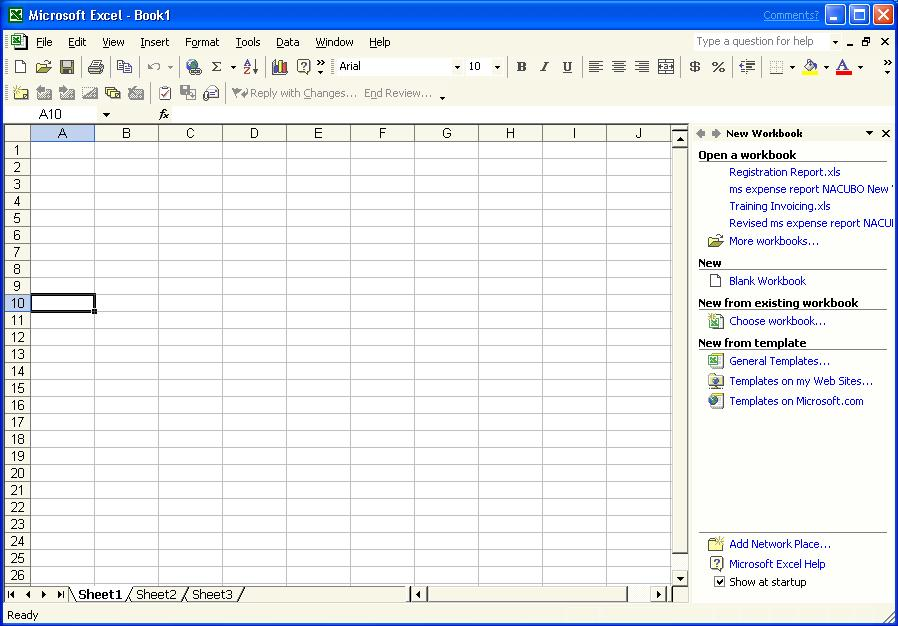 Microsoft Excel - Book1 Comments?
File Edit View Insert Format Tools Data Window Help Type a question for help
Arial 10 B I U $ %
Reply with Changes... End Review...
A10 fx
A B C D E F G H I J
1
2
3
4
5
6
7
8
9
10
11
12
13
14
15
16
17
18
19
20
21
22
23
24
25
26
New Workbook
Open a workbook
Registration Report.xls
ms expense report NACUBO New
Training Invoicing.xls
Revised ms expense report NACU
More workbooks...
New
Blank Workbook
New from existing workbook
Choose workbook...
New from template
General Templates...
Templates on my Web Sites...
Templates on Microsoft.com
Add Network Place...
Microsoft Excel Help
Show at startup
Sheet1 Sheet2 Sheet3
Ready